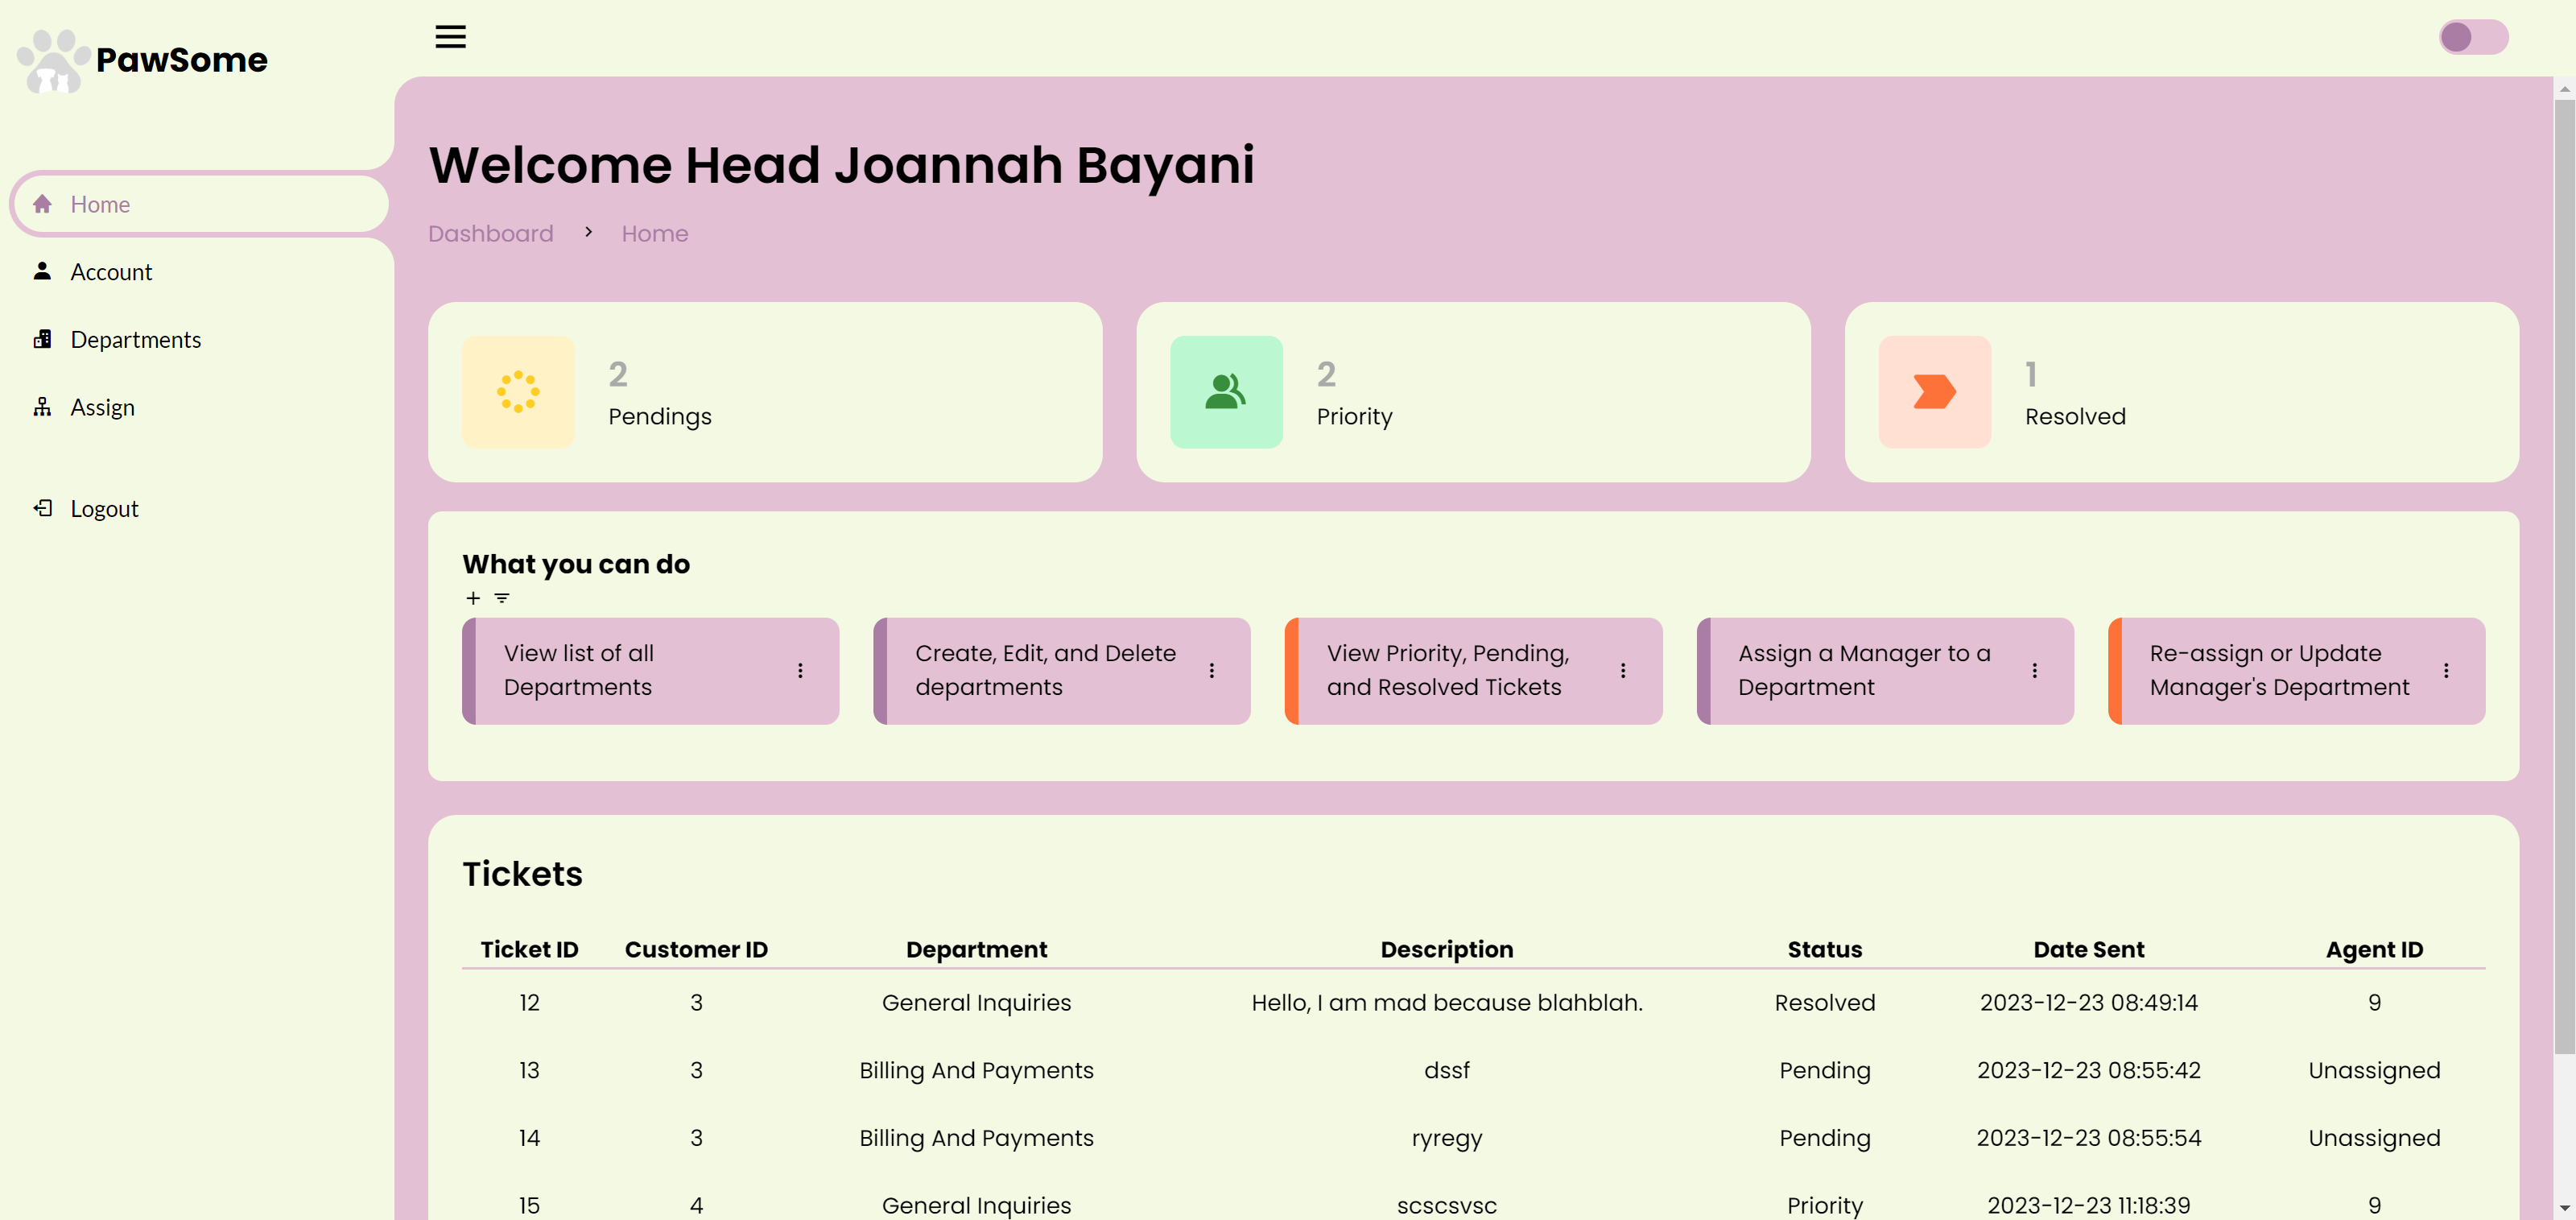 PawSome
Home
Account
Departments
Assign
Logout
Welcome Head Joannah Bayani
Dashboard > Home
2
Pendings
2
Priority
1
Resolved
What you can do
View list of all
Departments
Create, Edit, and Delete
departments
View Priority, Pending,
and Resolved Tickets
Assign a Manager to a
Department
Re-assign or Update
Manager's Department
Tickets
Ticket ID Customer ID Department Description Status Date Sent Agent ID
12 3 General Inquiries Hello, I am mad because blahblah. Resolved 2023-12-23 08:49:14 9
13 3 Billing And Payments dssf Pending 2023-12-23 08:55:42 Unassigned
14 3 Billing And Payments ryregy Pending 2023-12-23 08:55:54 Unassigned
15 4 General Inquiries scscsvsc Priority 2023-12-23 11:18:39 9